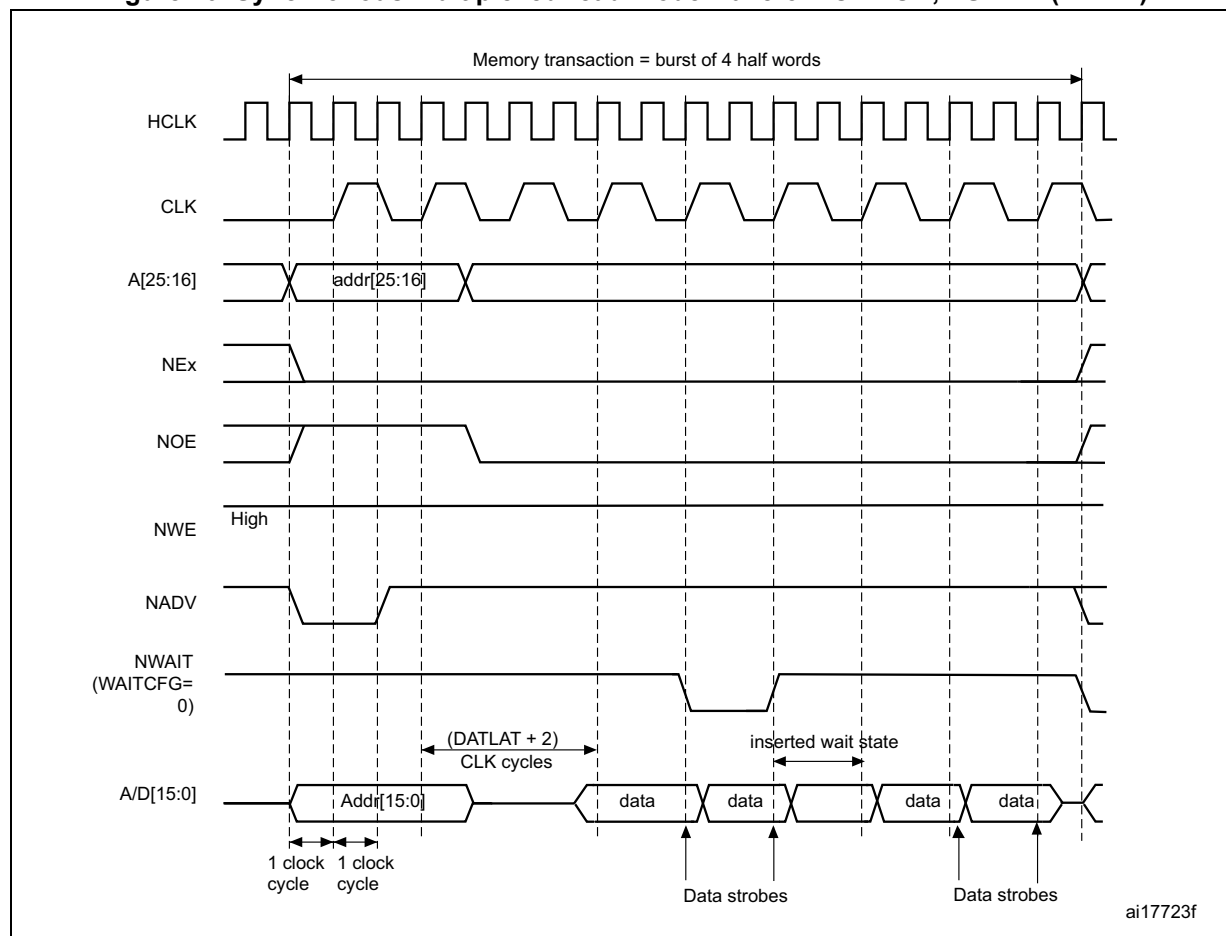 Memory transaction = burst of 4 half words
HCLK
CLK
A[25:16]
addr[25:16]
NEx
NOE
High
NWE
NADV
NWAIT
(WAITCFG=
0)
(DATLAT + 2)
CLK cycles
inserted wait state
A/D[15:0]
Addr[15:0]
data
data
data
data
1 clock
cycle
1 clock
cycle
Data strobes
Data strobes
ai17723f